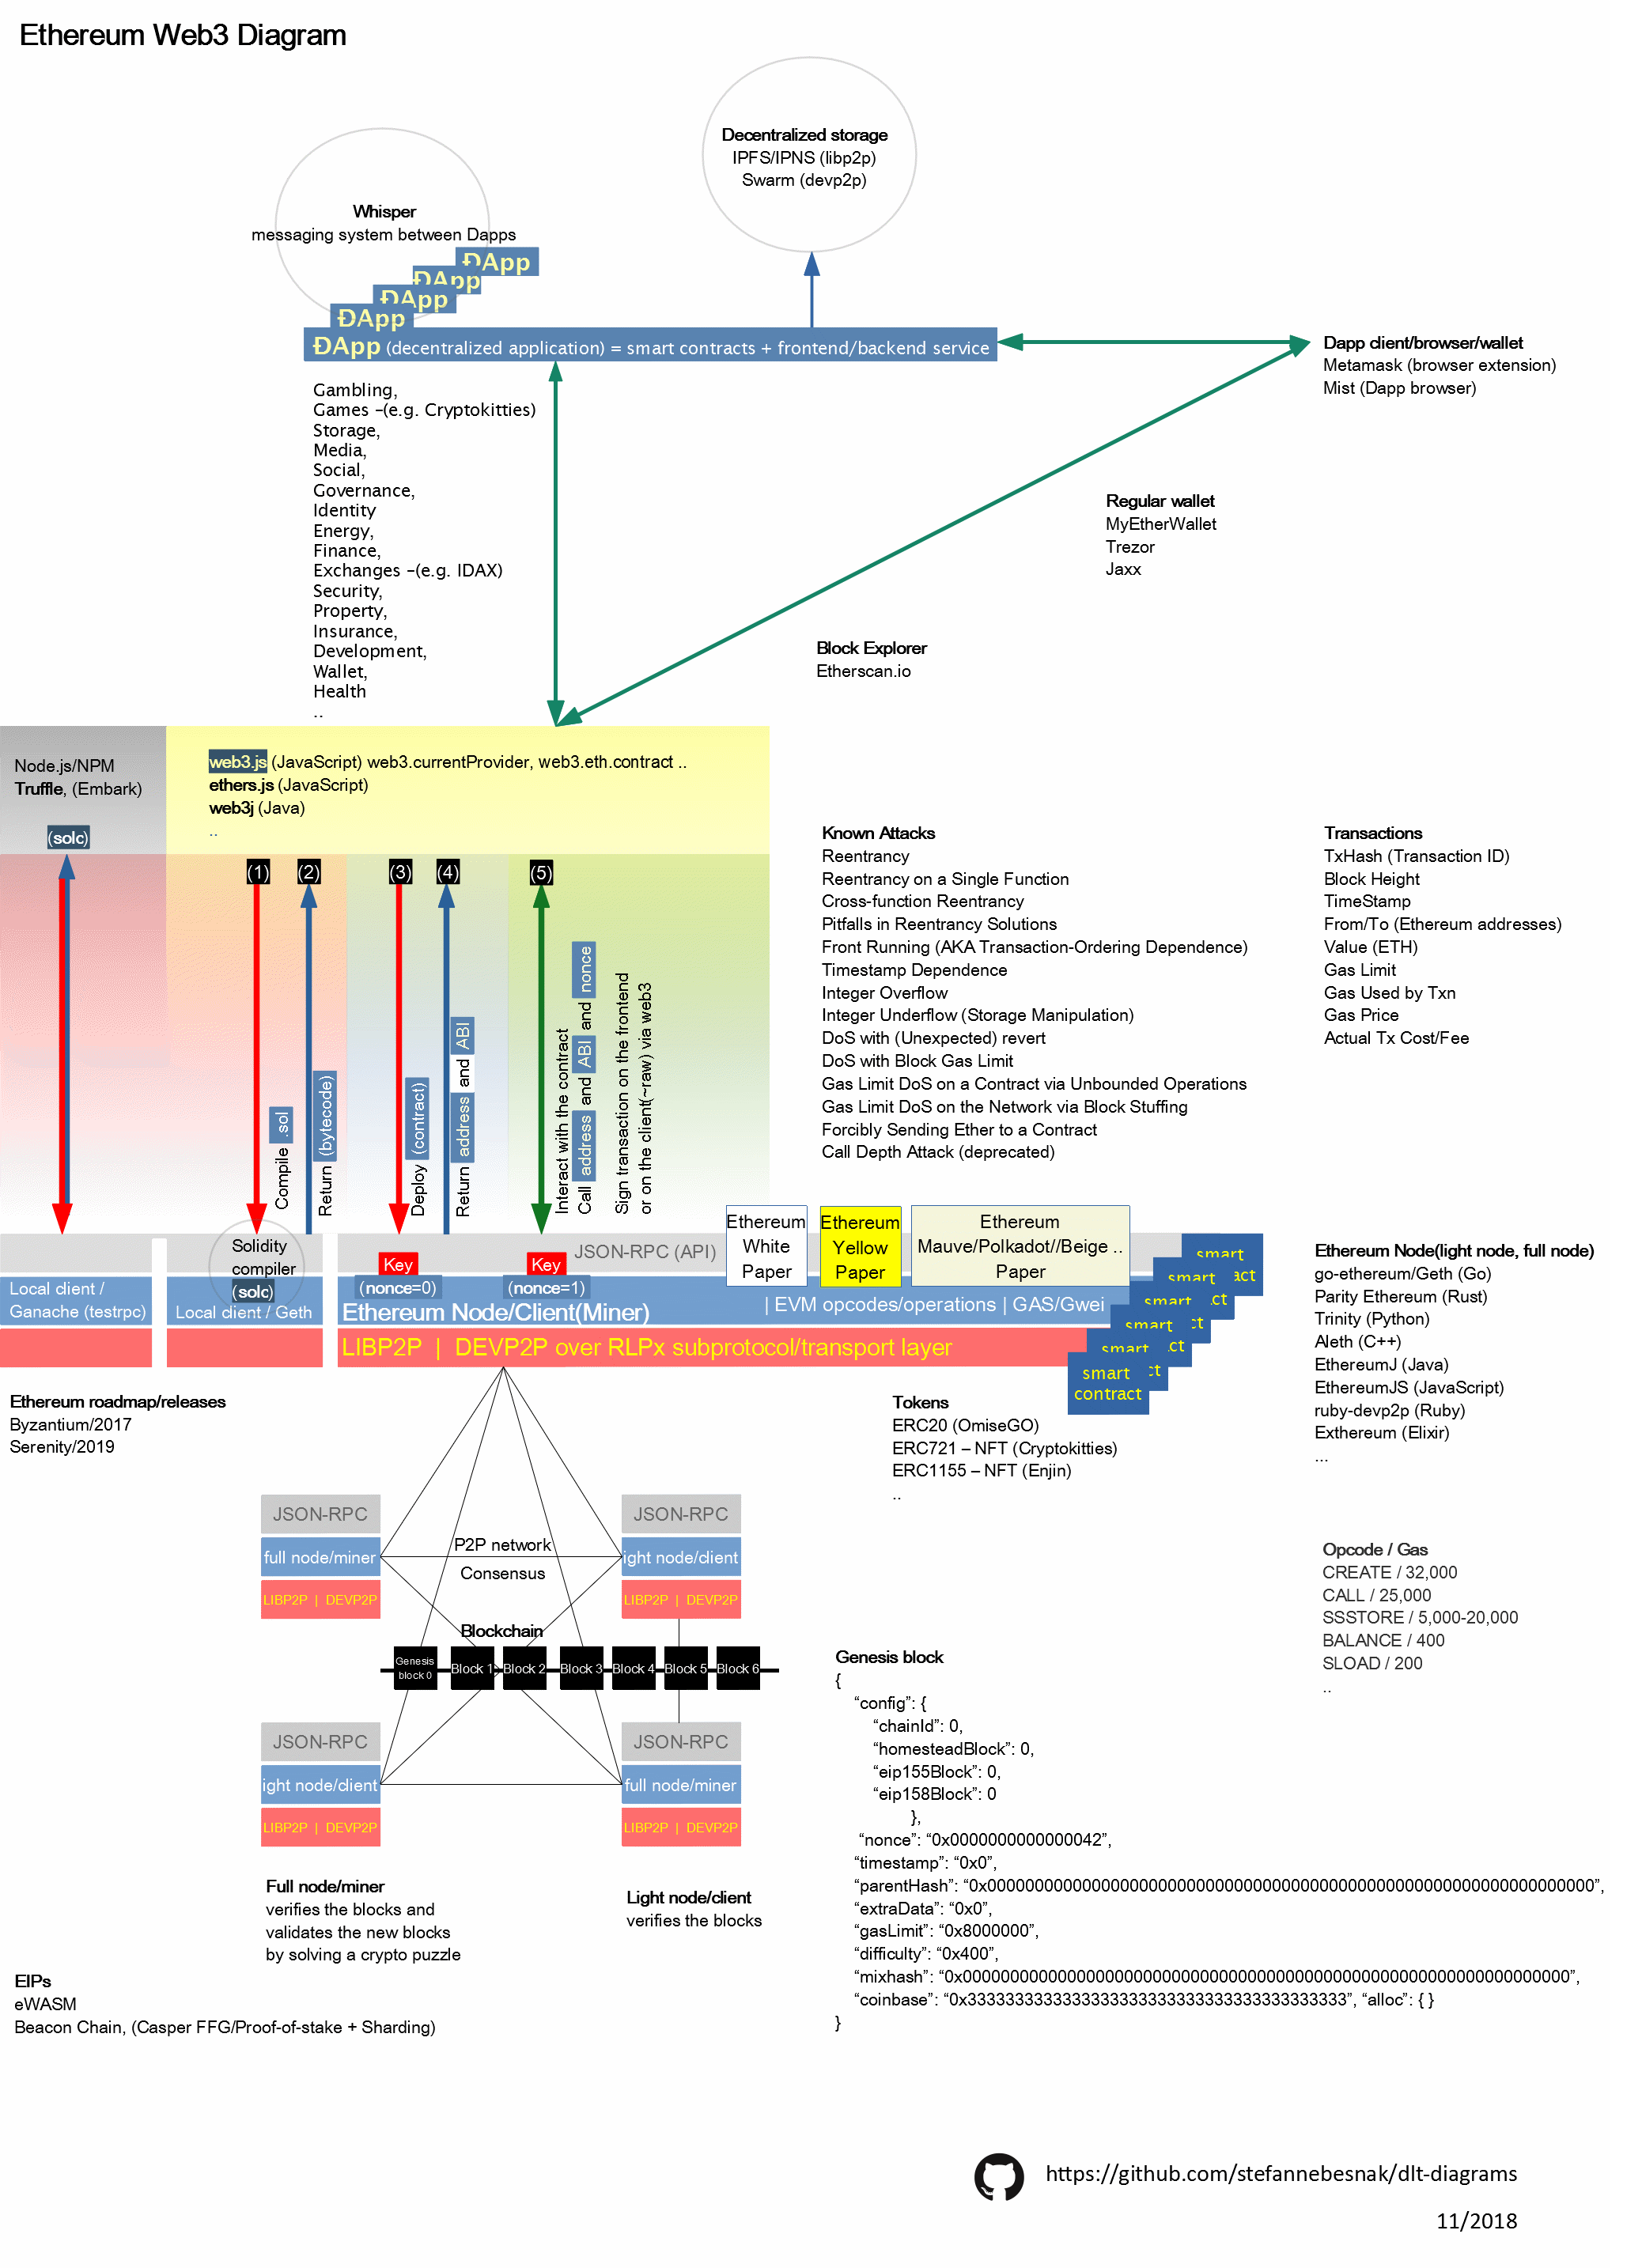 Ethereum Web3 Diagram
Decentralized storage
IPFS/IPNS (libp2p)
Swarm (devp2p)
Whisper
messaging system between Dapps
ĐApp
ĐApp
ĐApp
ĐApp
ĐApp (decentralized application) = smart contracts + frontend/backend service
Dapp client/browser/wallet
Metamask (browser extension)
Mist (Dapp browser)
Gambling,
Games –(e.g. Cryptokitties)
Storage,
Media,
Social,
Governance,
Identity
Energy,
Finance,
Exchanges –(e.g. IDAX)
Security,
Property,
Insurance,
Development,
Wallet,
Health
..
Regular wallet
MyEtherWallet
Trezor
Jaxx
Block Explorer
Etherscan.io
Node.js/NPM
Truffle, (Embark)
(solc)
web3.js (JavaScript) web3.currentProvider, web3.eth.contract ..
ethers.js (JavaScript)
web3j (Java)
..
(1)
(2)
(3)
(4)
(5)
Compile .sol
Return (bytecode)
Deploy (contract)
Return address and ABI
Interact with the contract
Call address and ABI and nonce
Sign transaction on the frontend
or on the client(~raw) via web3
Known Attacks
Reentrancy
Reentrancy on a Single Function
Cross-function Reentrancy
Pitfalls in Reentrancy Solutions
Front Running (AKA Transaction-Ordering Dependence)
Timestamp Dependence
Integer Overflow
Integer Underflow (Storage Manipulation)
DoS with (Unexpected) revert
DoS with Block Gas Limit
Gas Limit DoS on a Contract via Unbounded Operations
Gas Limit DoS on the Network via Block Stuffing
Forcibly Sending Ether to a Contract
Call Depth Attack (deprecated)
Transactions
TxHash (Transaction ID)
Block Height
TimeStamp
From/To (Ethereum addresses)
Value (ETH)
Gas Limit
Gas Used by Txn
Gas Price
Actual Tx Cost/Fee
Local client /
Ganache (testrpc)
Solidity
compiler
(solc)
Local client / Geth
Key
(nonce=0)
Key
(nonce=1)
JSON-RPC (API)
Ethereum Node/Client(Miner)
| EVM opcodes/operations | GAS/Gwei
LIBP2P | DEVP2P over RLPx subprotocol/transport layer
Ethereum
White
Paper
Ethereum
Yellow
Paper
Ethereum
Mauve/Polkadot//Beige ..
Paper
smart
act
smart
ct
smart
ct
smart
ct
smart
ct
smart
contract
Ethereum Node(light node, full node)
go-ethereum/Geth (Go)
Parity Ethereum (Rust)
Trinity (Python)
Aleth (C++)
EthereumJ (Java)
EthereumJS (JavaScript)
ruby-devp2p (Ruby)
Exthereum (Elixir)
...
Ethereum roadmap/releases
Byzantium/2017
Serenity/2019
Tokens
ERC20 (OmiseGO)
ERC721 – NFT (Cryptokitties)
ERC1155 – NFT (Enjin)
..
JSON-RPC
full node/miner
LIBP2P | DEVP2P
P2P network
Consensus
JSON-RPC
ight node/client
LIBP2P | DEVP2P
Blockchain
Genesis
block 0
Block 1
Block 2
Block 3
Block 4
Block 5
Block 6
JSON-RPC
ight node/client
LIBP2P | DEVP2P
JSON-RPC
full node/miner
LIBP2P | DEVP2P
Opcode / Gas
CREATE / 32,000
CALL / 25,000
SSSTORE / 5,000-20,000
BALANCE / 400
SLOAD / 200
..
Genesis block
{
“config”: {
“chainId”: 0,
“homesteadBlock”: 0,
“eip155Block”: 0,
“eip158Block”: 0
},
“nonce”: “0x0000000000000042”,
“timestamp”: “0x0”,
“parentHash”: “0x0000000000000000000000000000000000000000000000000000000000000000”,
“extraData”: “0x0”,
“gasLimit”: “0x8000000”,
“difficulty”: “0x400”,
“mixhash”: “0x0000000000000000000000000000000000000000000000000000000000000000”,
“coinbase”: “0x3333333333333333333333333333333333333333”, “alloc”: { }
}
Full node/miner
verifies the blocks and
validates the new blocks
by solving a crypto puzzle
Light node/client
verifies the blocks
EIPs
eWASM
Beacon Chain, (Casper FFG/Proof-of-stake + Sharding)
https://github.com/stefannebesnak/dlt-diagrams
11/2018